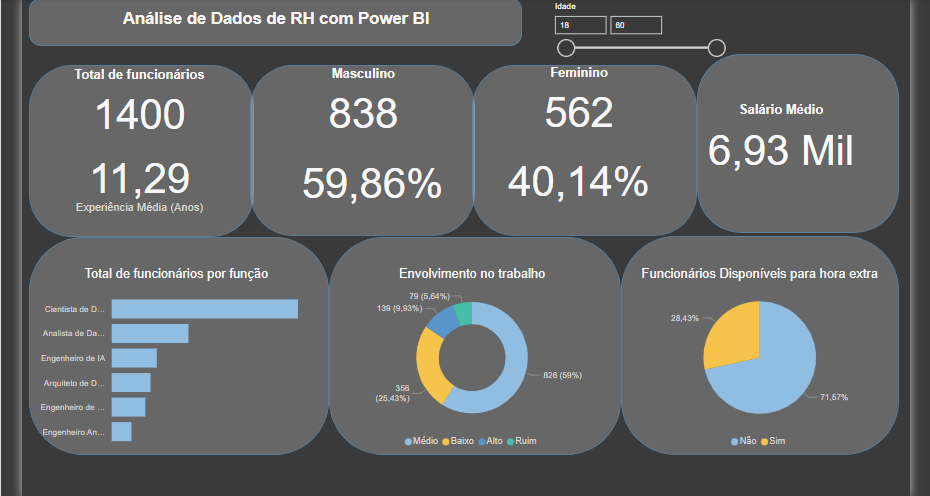 Análise de Dados de RH com Power BI
Idade
18
60
Total de funcionários
1400
11,29
Experiência Média (Anos)
Masculino
838
59,86%
Feminino
562
40,14%
Salário Médio
6,93 Mil
Total de funcionários por função
Cientista de D...
Analista de Da...
Engenheiro de IA
Arquiteto de D...
Engenheiro de ...
Engenheiro An...
Envolvimento no trabalho
79 (5,64%)
139 (9,93%)
356
(25,43%)
826 (59%)
Médio Baixo Alto Ruim
Funcionários Disponíveis para hora extra
28,43%
71,57%
Não Sim